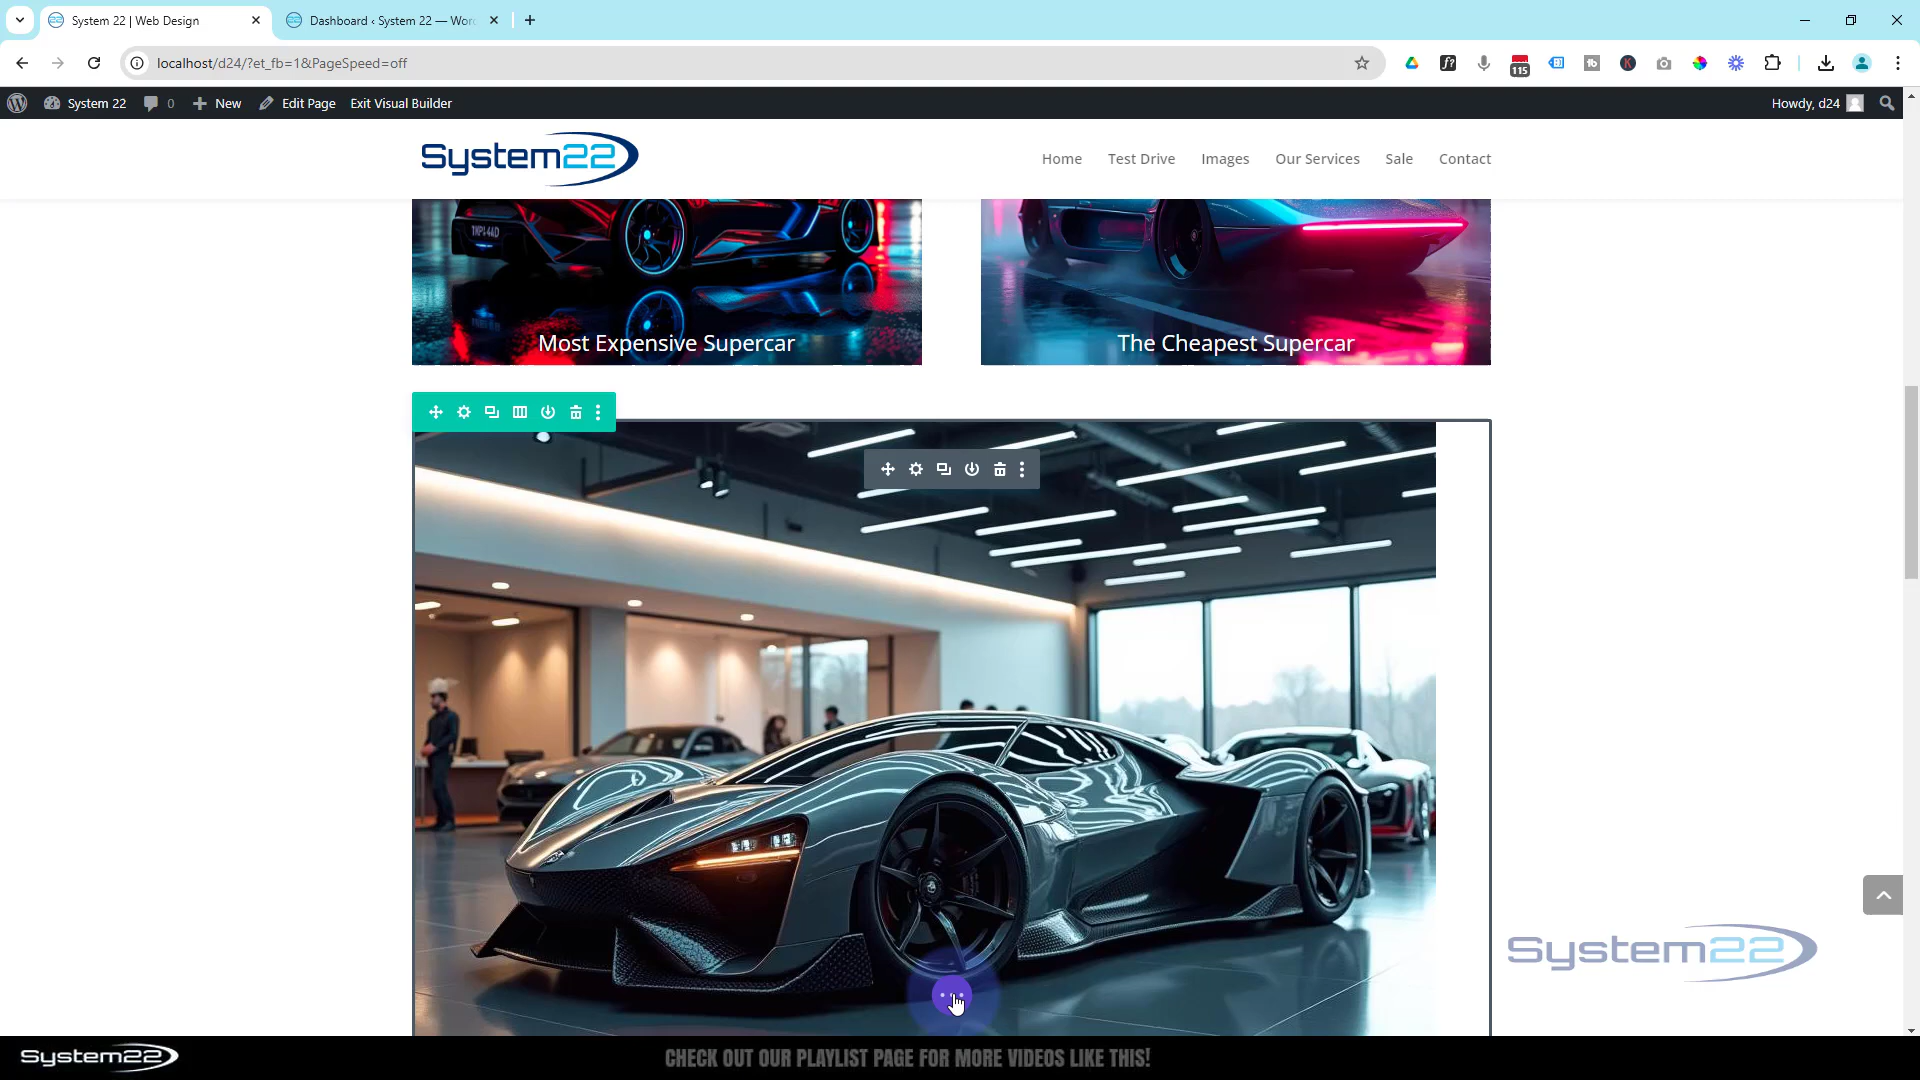 System 22 | Web Design
Dashboard ‹ System 22 — Wor
localhost/d24/?et_fb=1&PageSpeed=off
115
System 22
0
New
Edit Page
Exit Visual Builder
Howdy, d24
System22
Home
Test Drive
Images
Our Services
Sale
Contact
Most Expensive Supercar
The Cheapest Supercar
System22
System22
CHECK OUT OUR PLAYLIST PAGE FOR MORE VIDEOS LIKE THIS!